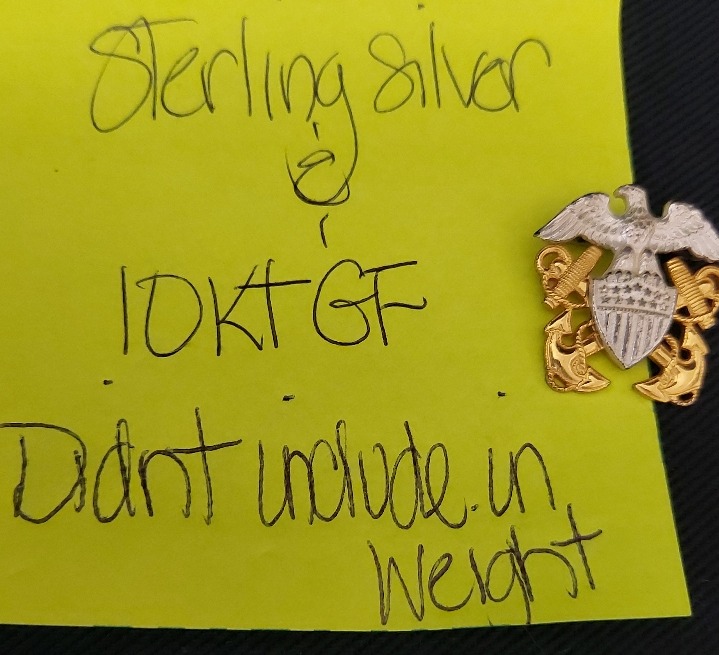 Sterling Silver
&
10KT GF
Didnt include in
Weight